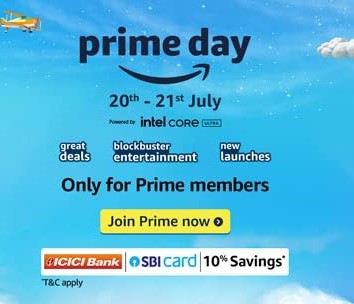 prime day
20th - 21st July
Powered by intel CORE ULTRA
great deals
blockbuster entertainment
new launches
Only for Prime members
Join Prime now
ICICI Bank SBI card 10% Savings*
*T&C apply